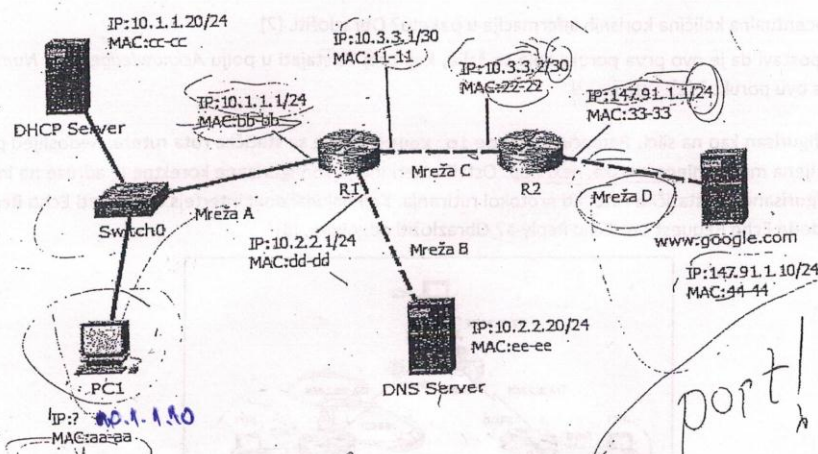 IP:10.1.1.20/24
MAC:cc-cc
DHCP Server
IP:10.3.3.1/30
MAC:11-11
IP:10.3.3.2/30
MAC:22-22
IP:10.1.1.1/24
MAC:bb-bb
IP:147.91.1.1/24
MAC:33-33
R1
Mreža C
R2
Mreža A
Mreža D
Switch0
IP:10.2.2.1/24
MAC:dd-dd
Mreža B
www.google.com
IP:147.91.1.10/24
MAC:44-44
IP:10.2.2.20/24
MAC:ee-ee
PC1
DNS Server
IP:? 10.1.1.10
MAC:aa-aa
port!